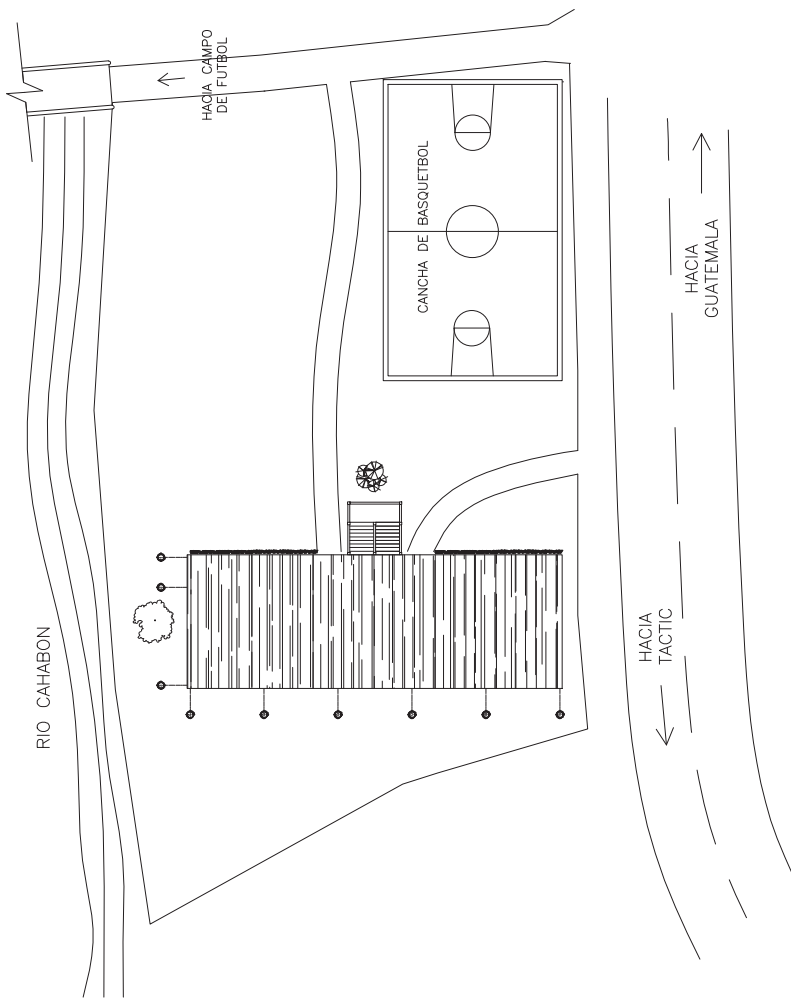 HACIA CAMPO
DE FUTBOL
CANCHA DE BASQUETBOL
HACIA
GUATEMALA
HACIA
TACTIC
RIO CAHABON